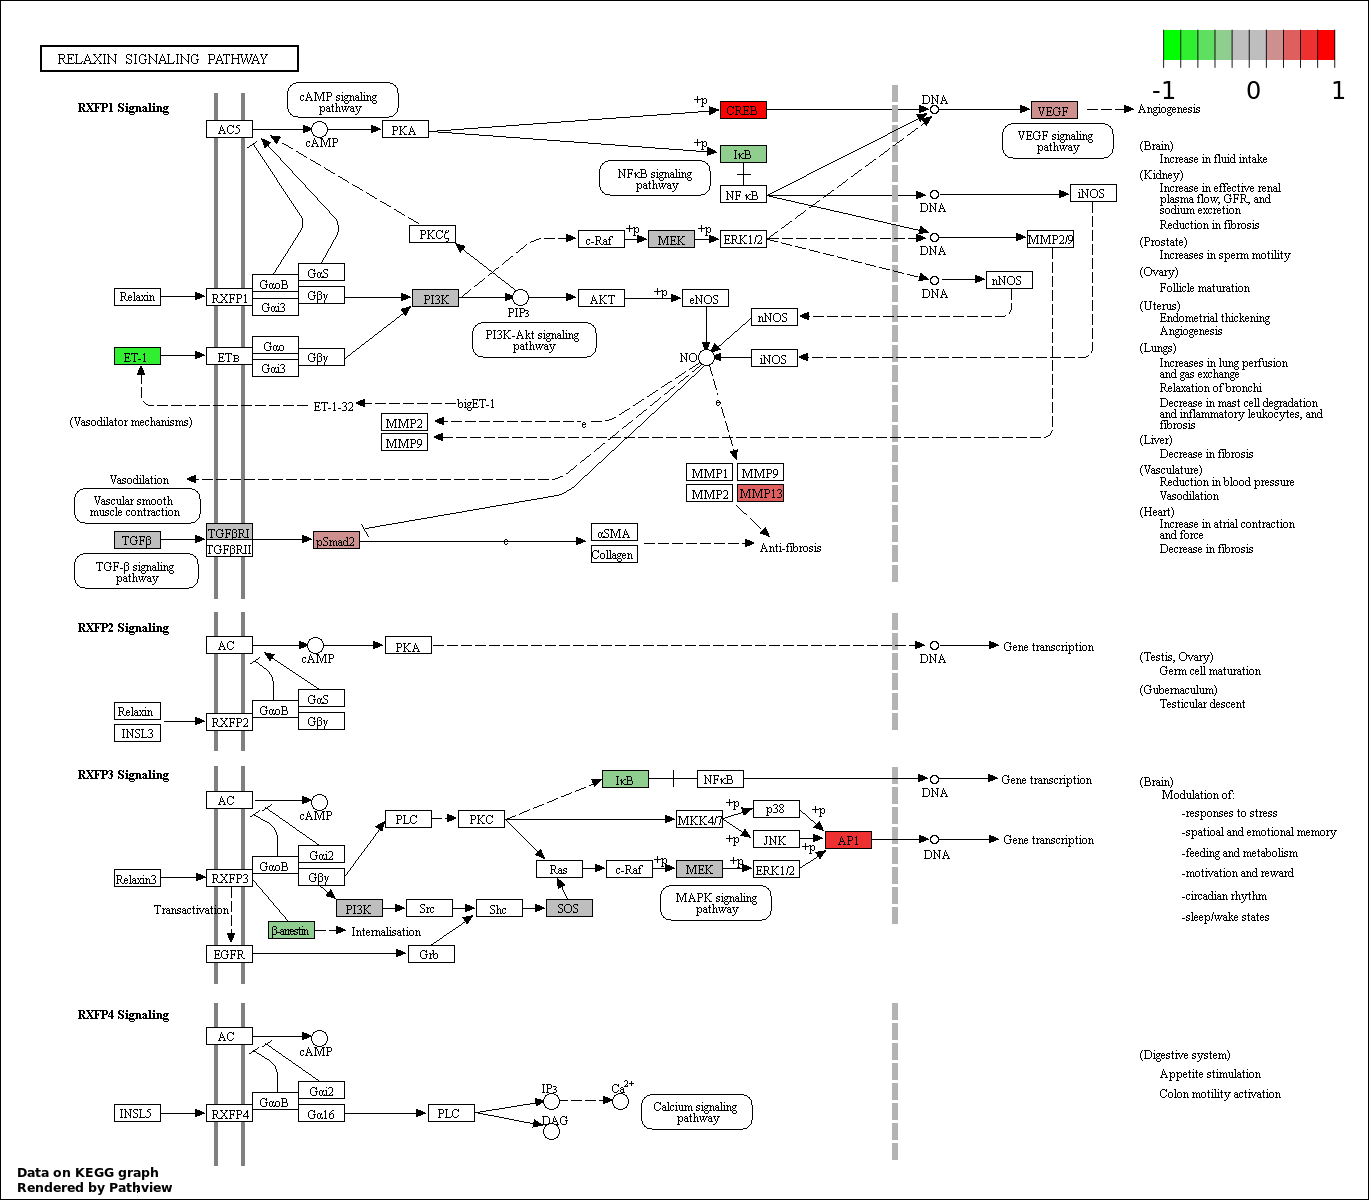 RELAXIN SIGNALING PATHWAY
-1 0 1
RXFP1 Signaling
cAMP signaling
pathway
AC5
cAMP
PKA
+p
CREB
DNA
VEGF
Angiogenesis
VEGF signaling
pathway
+p
IκB
NFκB signaling
pathway
NFκB
DNA
iNOS
PKCζ
c-Raf
+p
MEK
+p
ERK1/2
DNA
MMP2/9
GαoB
GαS
Gαi3
Gβγ
Relaxin
RXFP1
PI3K
PIP3
AKT
+p
eNOS
DNA
nNOS
nNOS
PI3K-Akt signaling
pathway
ET-1
ETB
Gαo
Gαi3
Gβγ
NO
iNOS
ET-1-32
bigET-1
(Vasodilator mechanisms)
MMP2
MMP9
e
e
Vasodilation
Vascular smooth
muscle contraction
MMP1
MMP9
MMP2
MMP13
TGFβ
TGFβRI
TGFβRII
pSmad2
e
αSMA
Collagen
Anti-fibrosis
TGF-β signaling
pathway
(Brain)
Increase in fluid intake
(Kidney)
Increase in effective renal
plasma flow, GFR, and
sodium excretion
Reduction in fibrosis
(Prostate)
Increases in sperm motility
(Ovary)
Follicle maturation
(Uterus)
Endometrial thickening
Angiogenesis
(Lungs)
Increases in lung perfusion
and gas exchange
Relaxation of bronchi
Decrease in mast cell degradation
and inflammatory leukocytes, and
fibrosis
(Liver)
Decrease in fibrosis
(Vasculature)
Reduction in blood pressure
Vasodilation
(Heart)
Increase in atrial contraction
and force
Decrease in fibrosis
RXFP2 Signaling
AC
cAMP
PKA
DNA
Gene transcription
GαoB
GαS
Gβγ
Relaxin
INSL3
RXFP2
(Testis, Ovary)
Germ cell maturation
(Gubernaculum)
Testicular descent
RXFP3 Signaling
AC
cAMP
IκB
NFκB
DNA
Gene transcription
PLC
PKC
MKK4/7
+p
+p
p38
JNK
+p
+p
AP1
DNA
Gene transcription
GαoB
Gαi2
Gβγ
Relaxin3
RXFP3
Ras
c-Raf
+p
MEK
+p
ERK1/2
MAPK signaling
pathway
Transactivation
PI3K
Src
Shc
SOS
β-arrestin
Internalisation
EGFR
Grb
(Brain)
Modulation of:
-responses to stress
-spatioal and emotional memory
-feeding and metabolism
-motivation and reward
-circadian rhythm
-sleep/wake states
RXFP4 Signaling
AC
cAMP
GαoB
Gαi2
Gα16
INSL5
RXFP4
PLC
IP3
Ca2+
DAG
Calcium signaling
pathway
(Digestive system)
Appetite stimulation
Colon motility activation
Data on KEGG graph
Rendered by Pathview